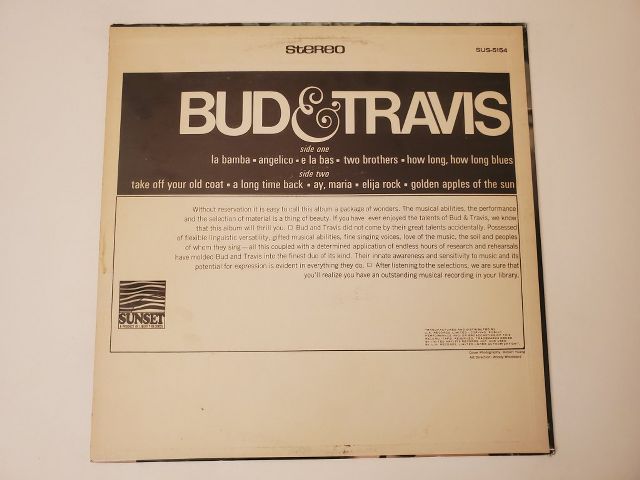 STEREO
SUS-5154
BUD & TRAVIS
side one
la bamba ▪ angelico ▪ e la bas ▪ two brothers ▪ how long, how long blues
side two
take off your old coat ▪ a long time back ▪ ay, maria ▪ elija rock ▪ golden apples of the sun
Without reservation it is easy to call this album a package of wonders. The musical abilities, the performance
and the selection of material is a thing of beauty. If you have ever enjoyed the talents of Bud & Travis, we know
that this album will thrill you. □ Bud and Travis did not come by their great talents accidentally. Possessed
of flexible linguistic versatility, gifted musical abilities, fine singing voices, love of the music, the soil and peoples
of whom they sing—all this coupled with a determined application of endless hours of research and rehearsals
have molded Bud and Travis into the finest duo of its kind. Their innate awareness and sensitivity to music and its
potential for expression is evident in everything they do. □ After listening to the selections, we are sure that
you'll realize you have an outstanding musical recording in your library.
SUNSET
Cover Photography: Robert Young
Art Direction: Woody Woodward